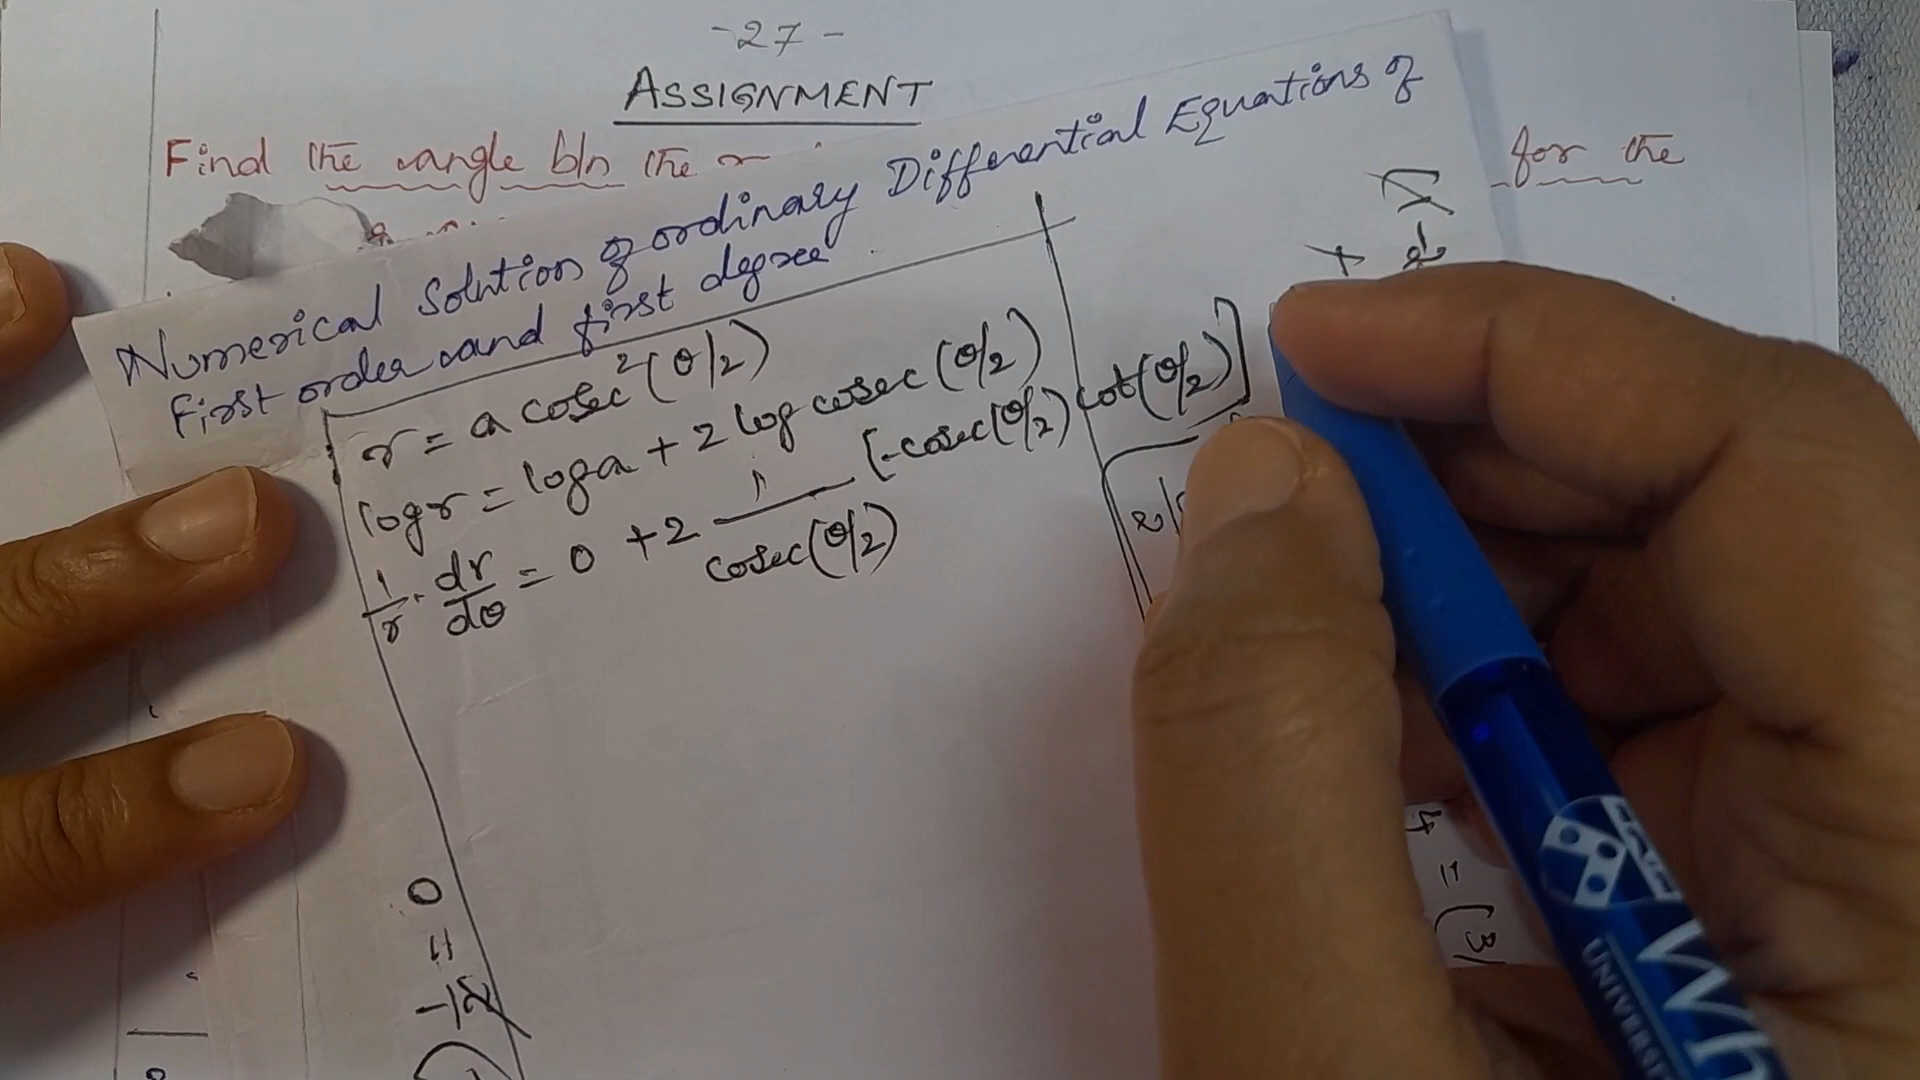 -27-
ASSIGNMENT
Find the angle b/n the
for the
Numerical Solution of ordinary Differential Equations of
First order and first degree.
r = a cosec²(θ/2)
log r = log a + 2 log cosec (θ/2)
1/r · dr/dθ = 0 + 2 1/cosec(θ/2) [-cosec(θ/2) cot(θ/2)]
UNIVERSI
Wh